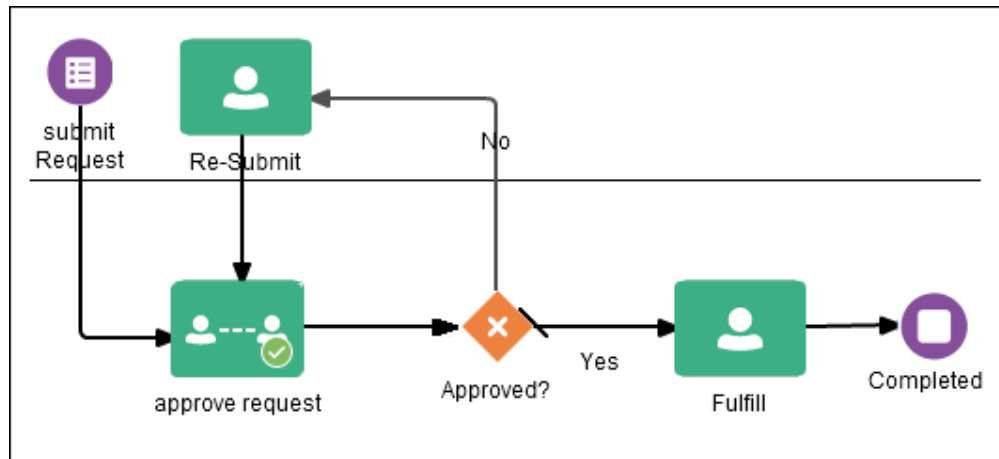 submit
Request
Re-Submit
No
approve request
Approved?
Yes
Fulfill
Completed